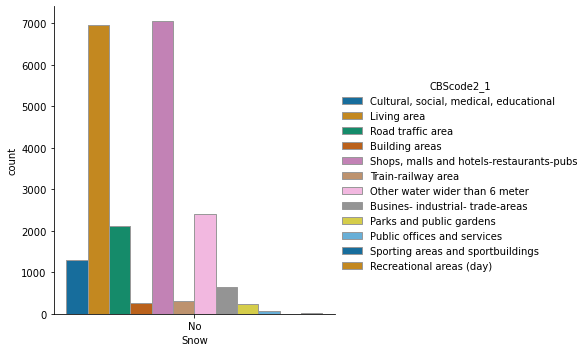 7000
6000
5000
4000
3000
2000
1000
0
count
No
Snow
CBScode2_1
Cultural, social, medical, educational
Living area
Road traffic area
Building areas
Shops, malls and hotels-restaurants-pubs
Train-railway area
Other water wider than 6 meter
Busines- industrial- trade-areas
Parks and public gardens
Public offices and services
Sporting areas and sportbuildings
Recreational areas (day)